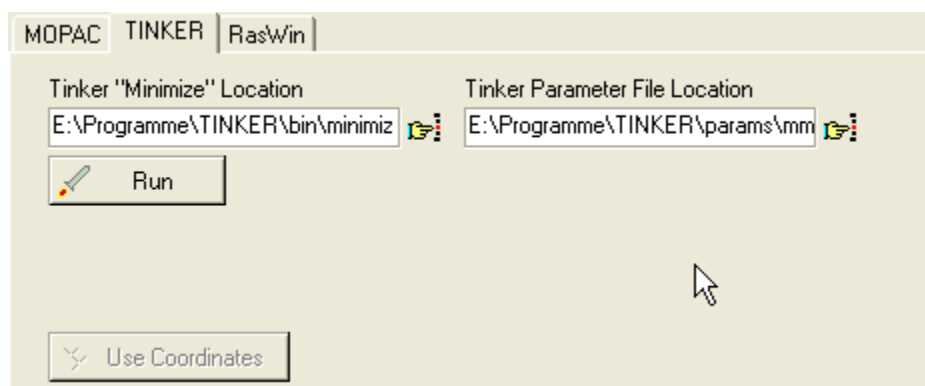 MOPAC TINKER RasWin
Tinker "Minimize" Location Tinker Parameter File Location
E:\Programme\TINKER\bin\minimiz E:\Programme\TINKER\params\mm
Run
Use Coordinates